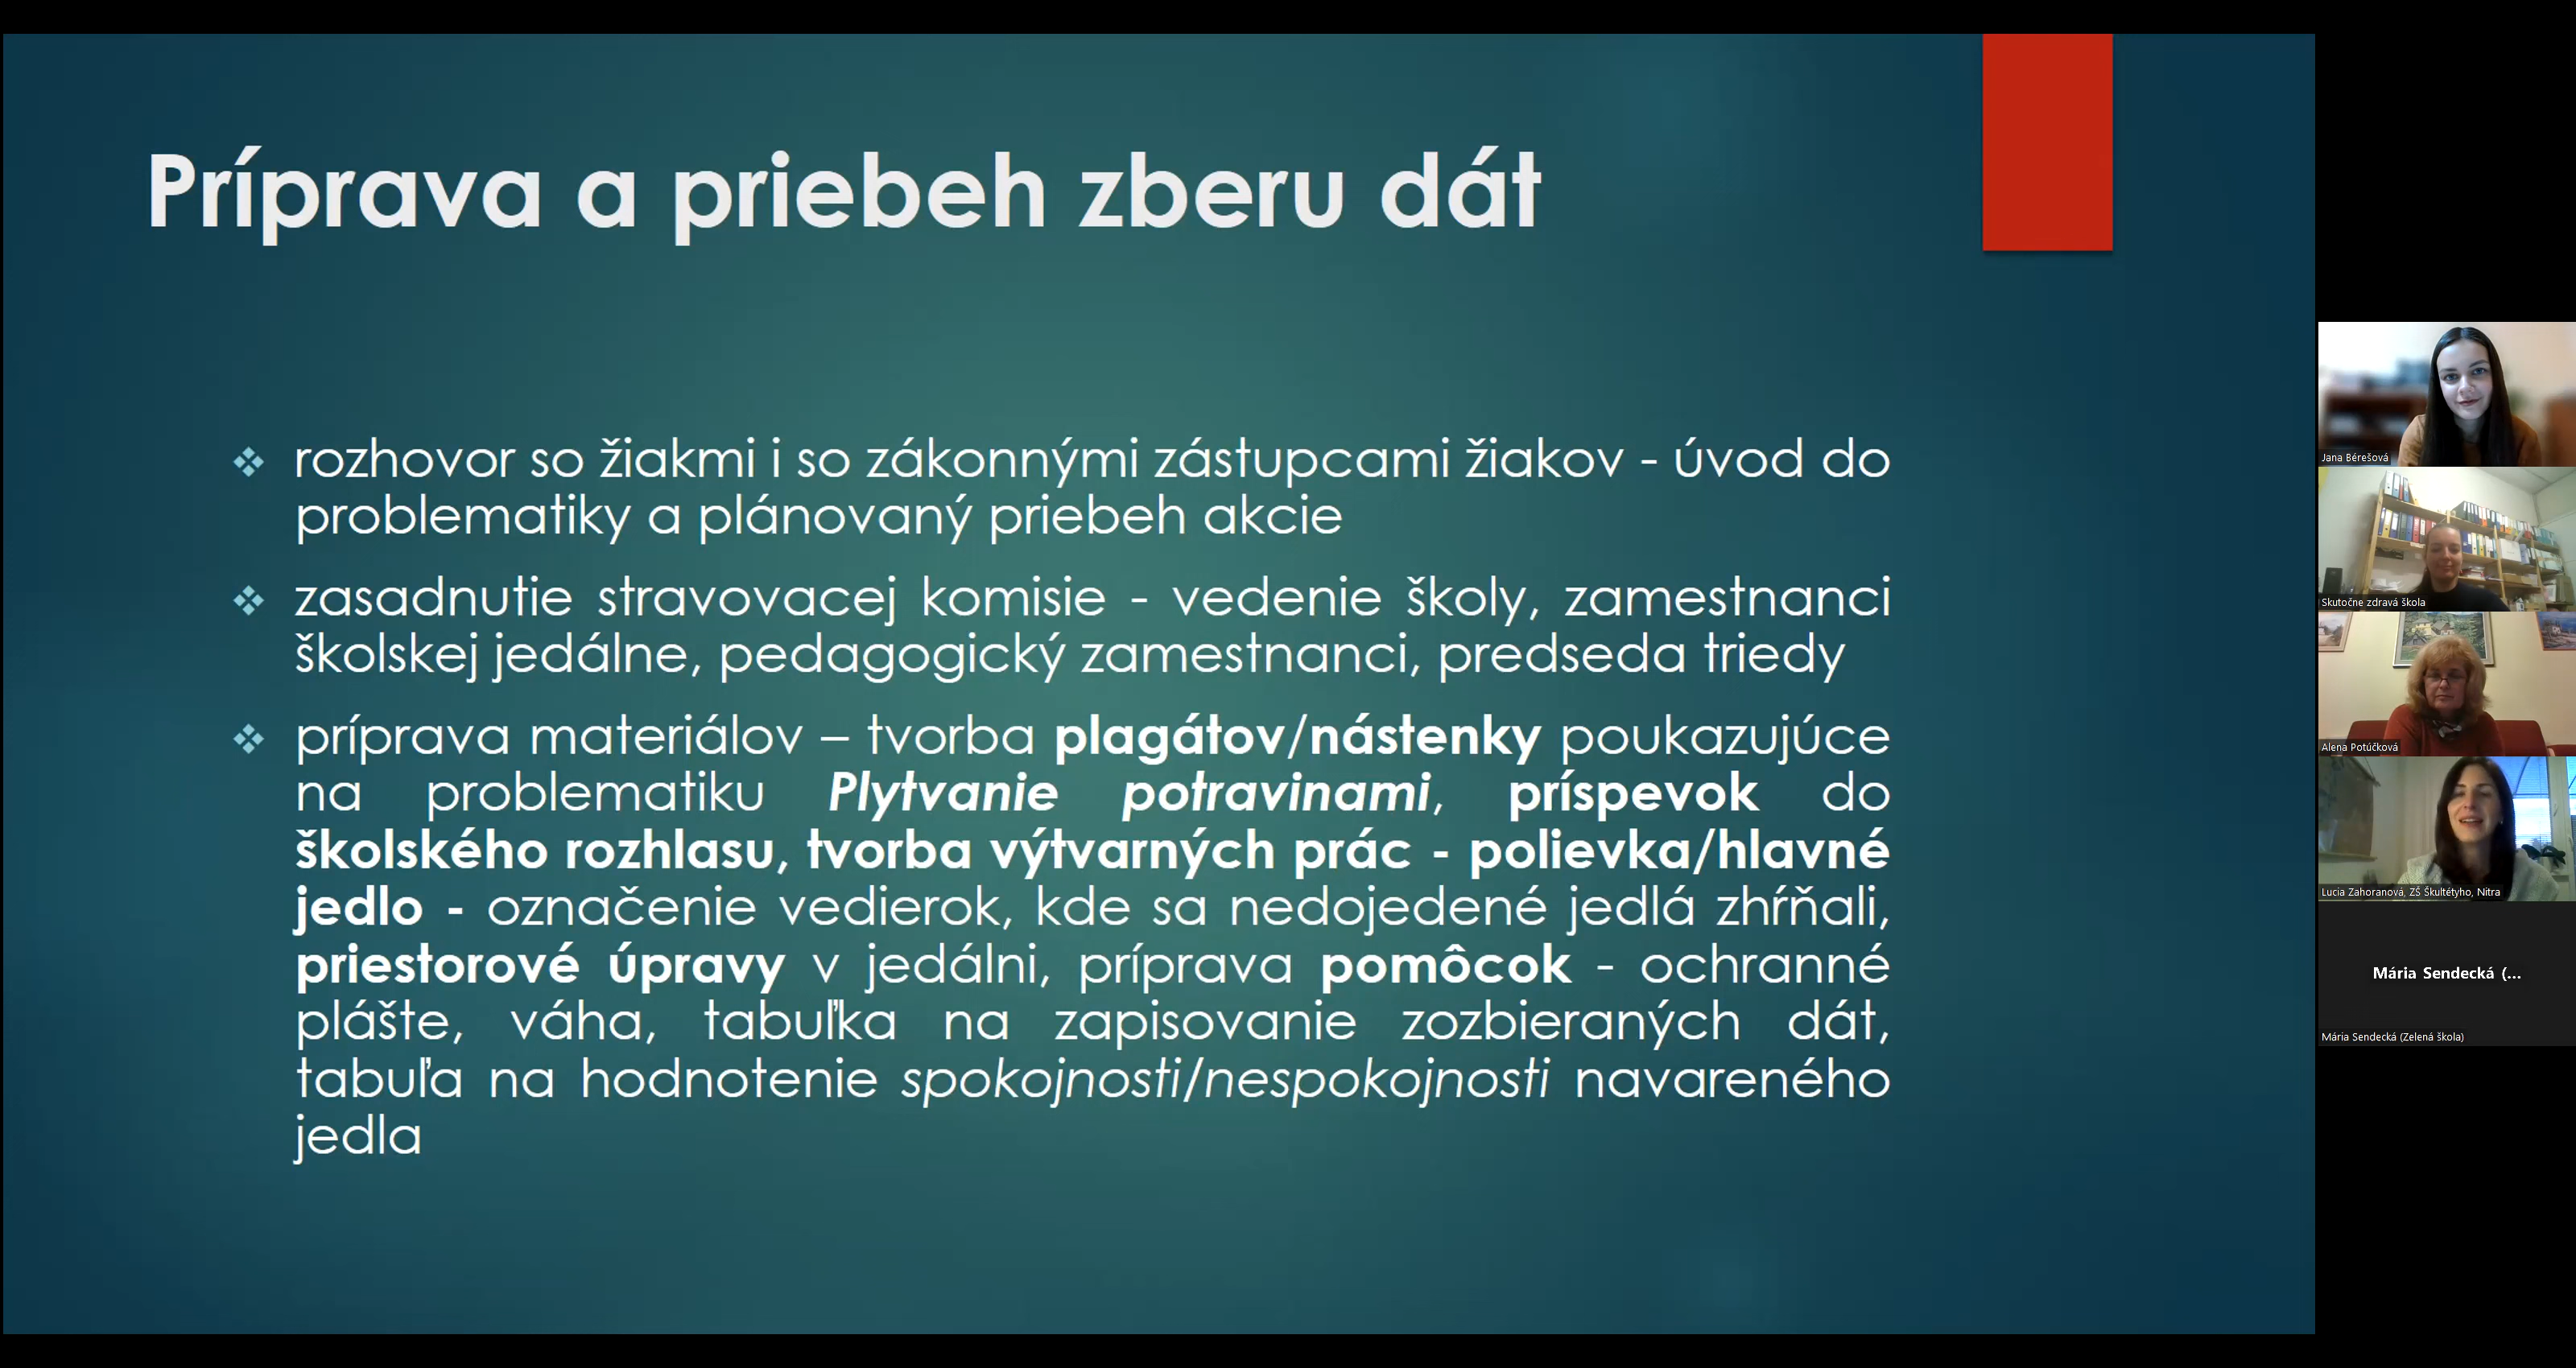 Príprava a priebeh zberu dát
rozhovor so žiakmi i so zákonnými zástupcami žiakov - úvod do
problematiky a plánovaný priebeh akcie
zasadnutie stravovacej komisie - vedenie školy, zamestnanci
školskej jedálne, pedagogický zamestnanci, predseda triedy
príprava materiálov – tvorba plagátov/nástenky poukazujúce
na problematiku Plytvanie potravinami, príspevok do
školského rozhlasu, tvorba výtvarných prác - polievka/hlavné
jedlo - označenie vedierok, kde sa nedojedené jedlá zhŕňali,
priestorové úpravy v jedálni, príprava pomôcok - ochranné
plášte, váha, tabuľka na zapisovanie zozbieraných dát,
tabuľa na hodnotenie spokojnosti/nespokojnosti navareného
jedla
Jana Bérešová
Skutočne zdravá škola
Alena Potúčková
Lucia Zahoranová, ZŠ Škultétyho, Nitra
Mária Sendecká (...
Mária Sendecká (Zelená škola)